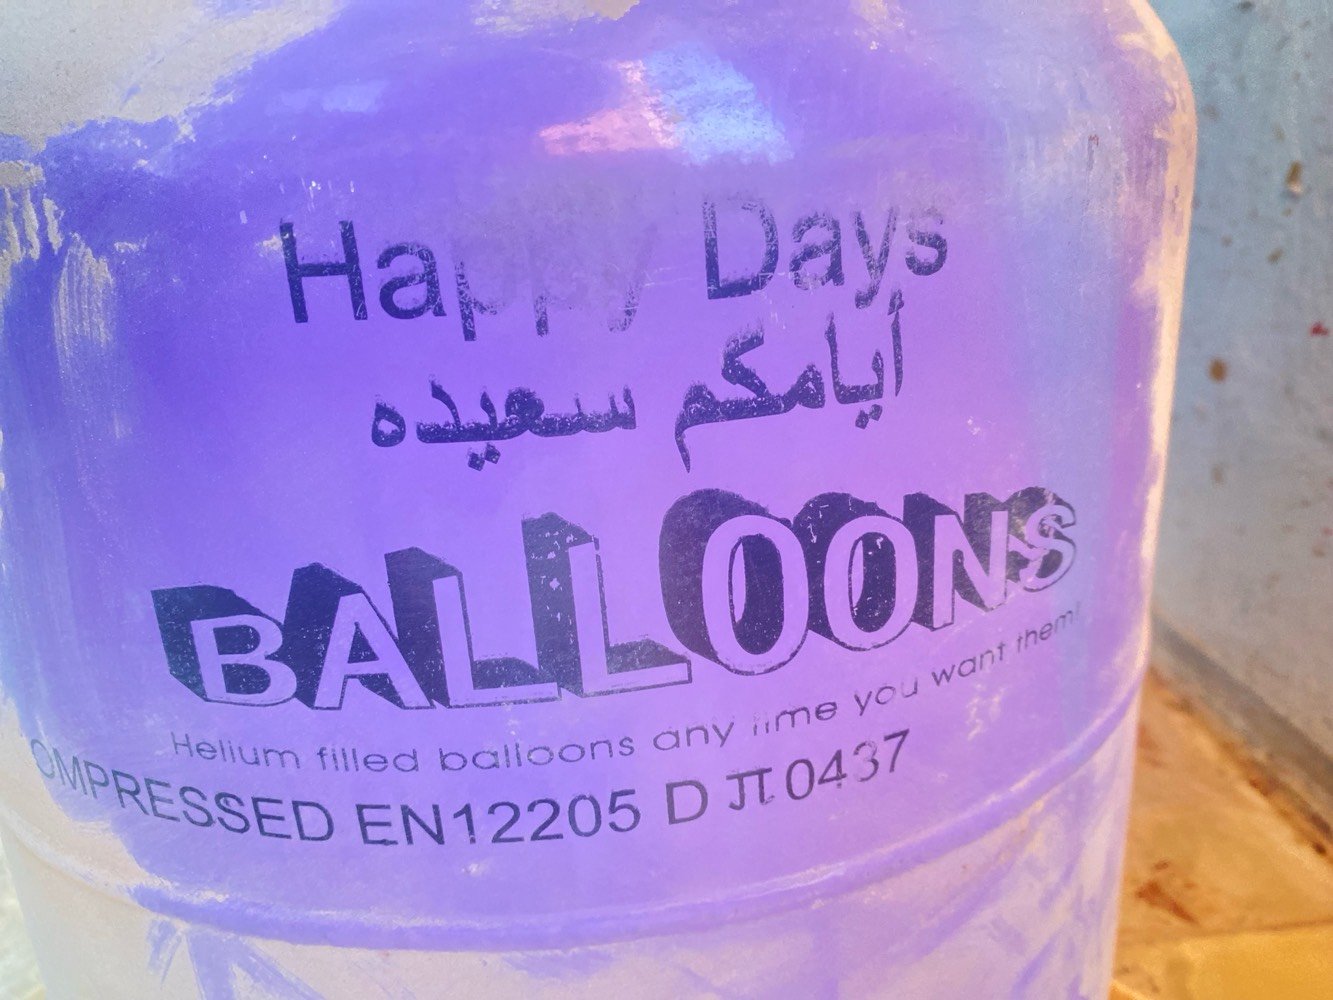 Happy Days
أيامكم سعيده
BALLOONS
Helium filled balloons any time you want them!
OMPRESSED EN12205 D π 0437